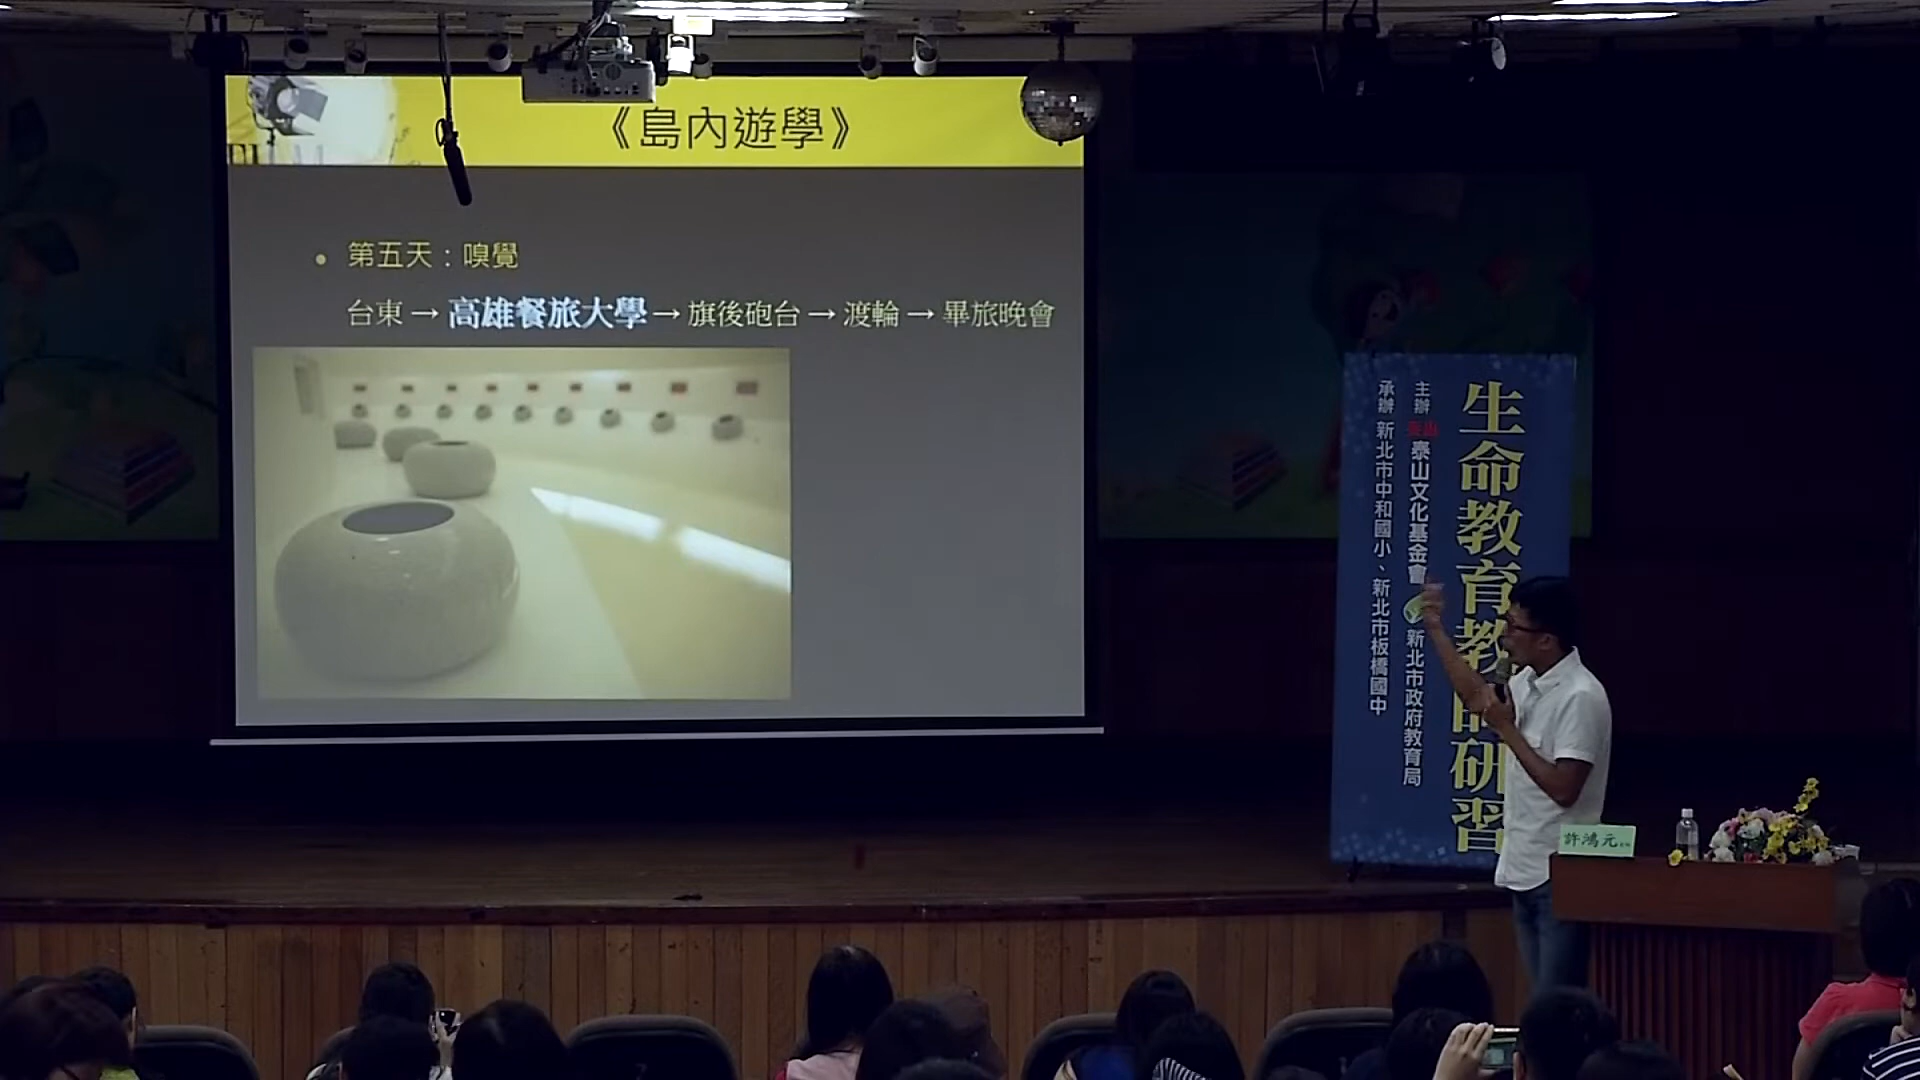 《島內遊學》
第五天：嗅覺
台東→高雄餐旅大學→旗後砲台→渡輪→畢旅晚會
生命教育教師研習
主辦 泰山文化基金會 新北市政府教育局
承辦 新北市中和國小、新北市板橋國中
許鴻元